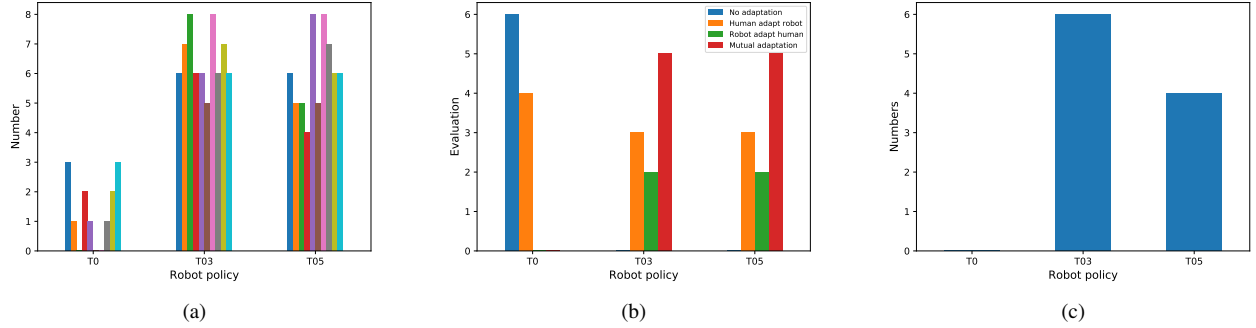 8
7
6
5
4
3
2
1
0
Number
T0 T03 T05
Robot policy
(a)
6
5
4
3
2
1
0
Evaluation
No adaptation
Human adapt robot
Robot adapt human
Mutual adaptation
T0 T03 T05
Robot policy
(b)
6
5
4
3
2
1
0
Numbers
T0 T03 T05
Robot policy
(c)